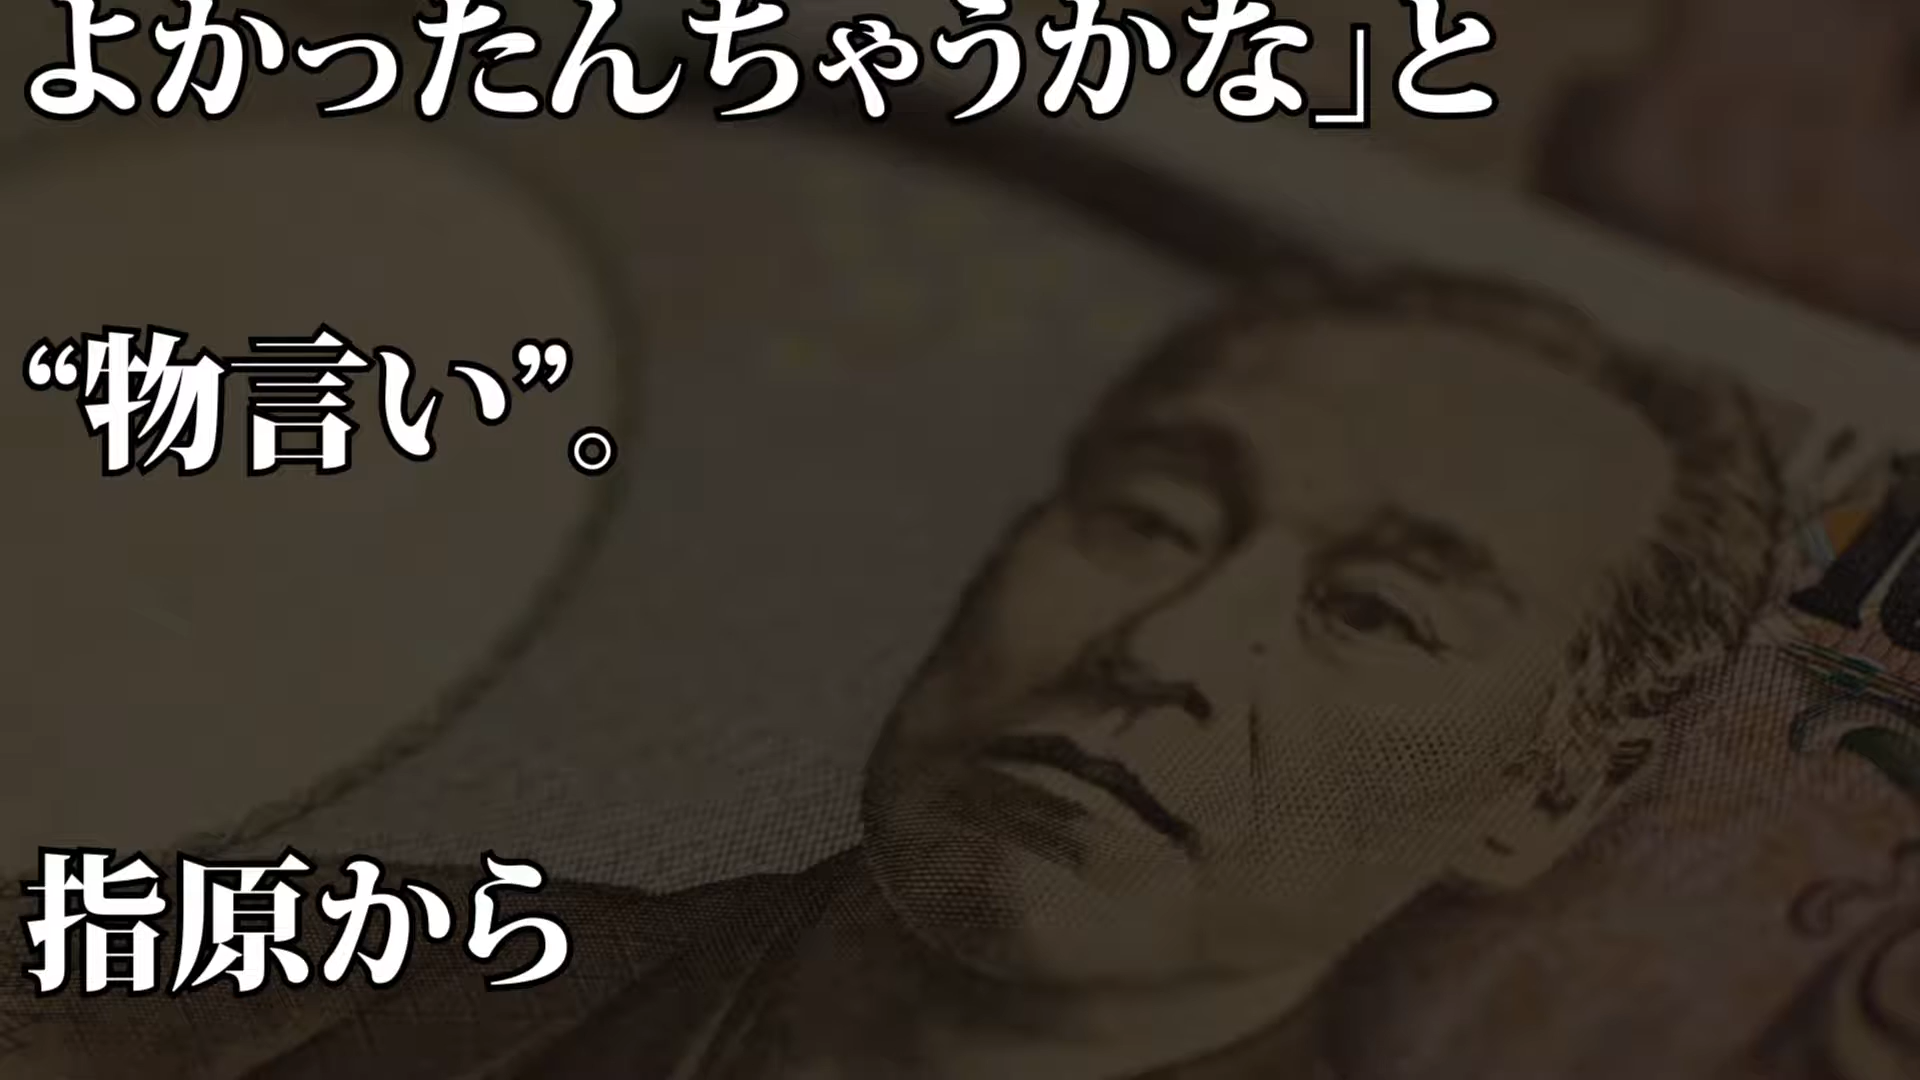 よかったんちゃうかな」と
“物言い”。
指原から